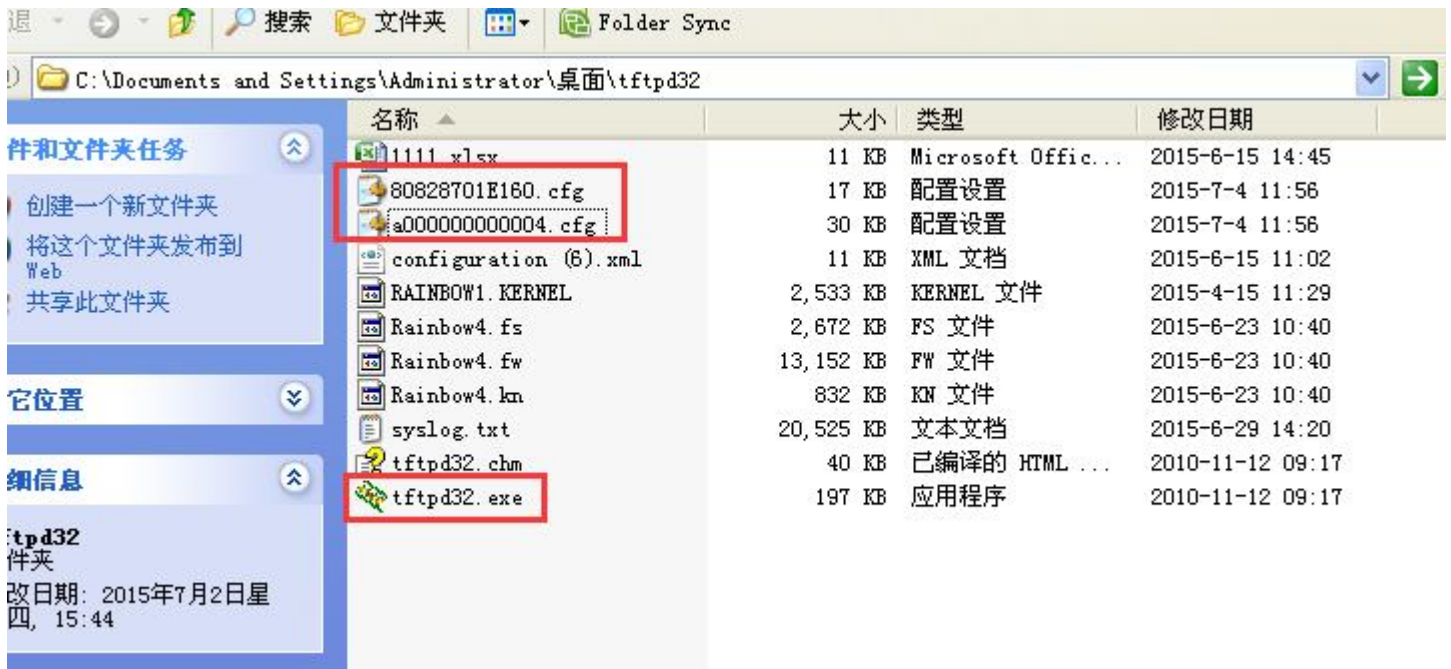 退 搜索 文件夹 Folder Sync
C:\Documents and Settings\Administrator\桌面\tftpd32
名称 大小 类型 修改日期
件和文件夹任务
创建一个新文件夹
将这个文件夹发布到
Web
共享此文件夹
它位置
细信息
ftpd32
件夹
改日期: 2015年7月2日星
四, 15:44
1111.xlsx 11 KB Microsoft Offic... 2015-6-15 14:45
80828701E160.cfg 17 KB 配置设置 2015-7-4 11:56
a000000000004.cfg 30 KB 配置设置 2015-7-4 11:56
configuration (6).xml 11 KB XML 文档 2015-6-15 11:02
RAINBOW1.KERNEL 2,533 KB KERNEL 文件 2015-4-15 11:29
Rainbow4.fs 2,672 KB FS 文件 2015-6-23 10:40
Rainbow4.fw 13,152 KB FW 文件 2015-6-23 10:40
Rainbow4.kn 832 KB KN 文件 2015-6-23 10:40
syslog.txt 20,525 KB 文本文档 2015-6-29 14:20
tftpd32.chm 40 KB 已编译的 HTML ... 2010-11-12 09:17
tftpd32.exe 197 KB 应用程序 2010-11-12 09:17